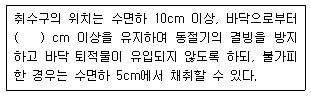 취수구의 위치는 수면하 10cm 이상, 바닥으로부터
(    ) cm 이상을 유지하며 동절기의 결빙을 방지
하고 바닥 퇴적물이 유입되지 않도록 하되, 불가피
한 경우는 수면하 5cm에서 채취할 수 있다.